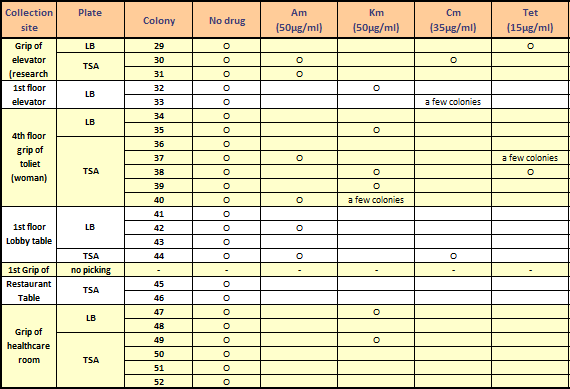 Collection site Plate Colony No drug Am (50µg/ml) Km (50µg/ml) Cm (35µg/ml) Tet (15µg/ml)
Grip of elevator (research LB 29 O O
TSA 30 O O O
31 O O
1st floor elevator LB 32 O O
33 O a few colonies
4th floor grip of toliet (woman) LB 34 O
35 O O
TSA 36 O
37 O O a few colonies
38 O O O
39 O O
40 O O a few colonies
1st floor Lobby table LB 41 O
42 O O
43 O
TSA 44 O O O
1st Grip of no picking - - - - - -
Restaurant Table TSA 45 O
46 O
Grip of healthcare room LB 47 O O
48 O
TSA 49 O O
50 O
51 O
52 O